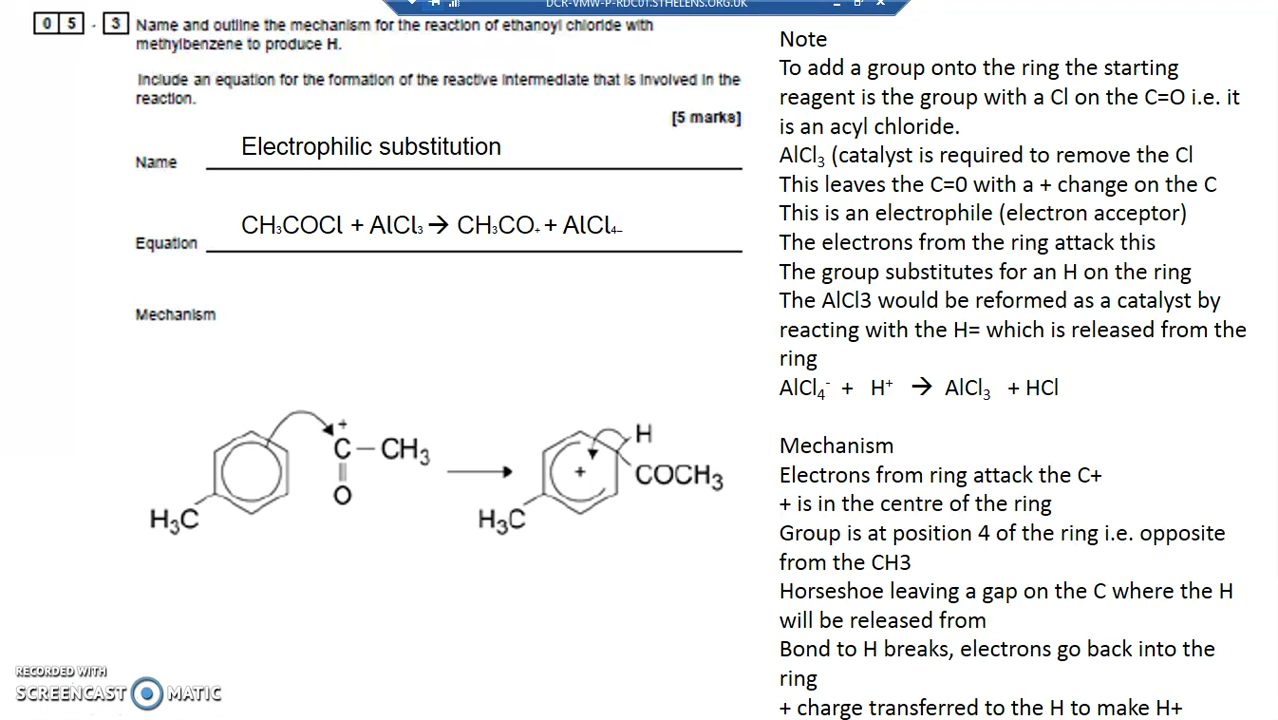 DCR-VMW-P-RDC01.STHELENS.ORG.UK
0 5 . 3 Name and outline the mechanism for the reaction of ethanoyl chloride with
methylbenzene to produce H.
Include an equation for the formation of the reactive intermediate that is involved in the
reaction.
[5 marks]
Name Electrophilic substitution
Equation CH₃COCl + AlCl₃ → CH₃CO₊ + AlCl₄₋
Mechanism
+
C – CH₃
||
O
H₃C
H
+
COCH₃
H₃C
RECORDED WITH
SCREENCAST MATIC
Note
To add a group onto the ring the starting
reagent is the group with a Cl on the C=O i.e. it
is an acyl chloride.
AlCl₃ (catalyst is required to remove the Cl
This leaves the C=0 with a + change on the C
This is an electrophile (electron acceptor)
The electrons from the ring attack this
The group substitutes for an H on the ring
The AlCl3 would be reformed as a catalyst by
reacting with the H= which is released from the
ring
AlCl₄⁻ + H⁺ → AlCl₃ + HCl
Mechanism
Electrons from ring attack the C+
+ is in the centre of the ring
Group is at position 4 of the ring i.e. opposite
from the CH3
Horseshoe leaving a gap on the C where the H
will be released from
Bond to H breaks, electrons go back into the
ring
+ charge transferred to the H to make H+